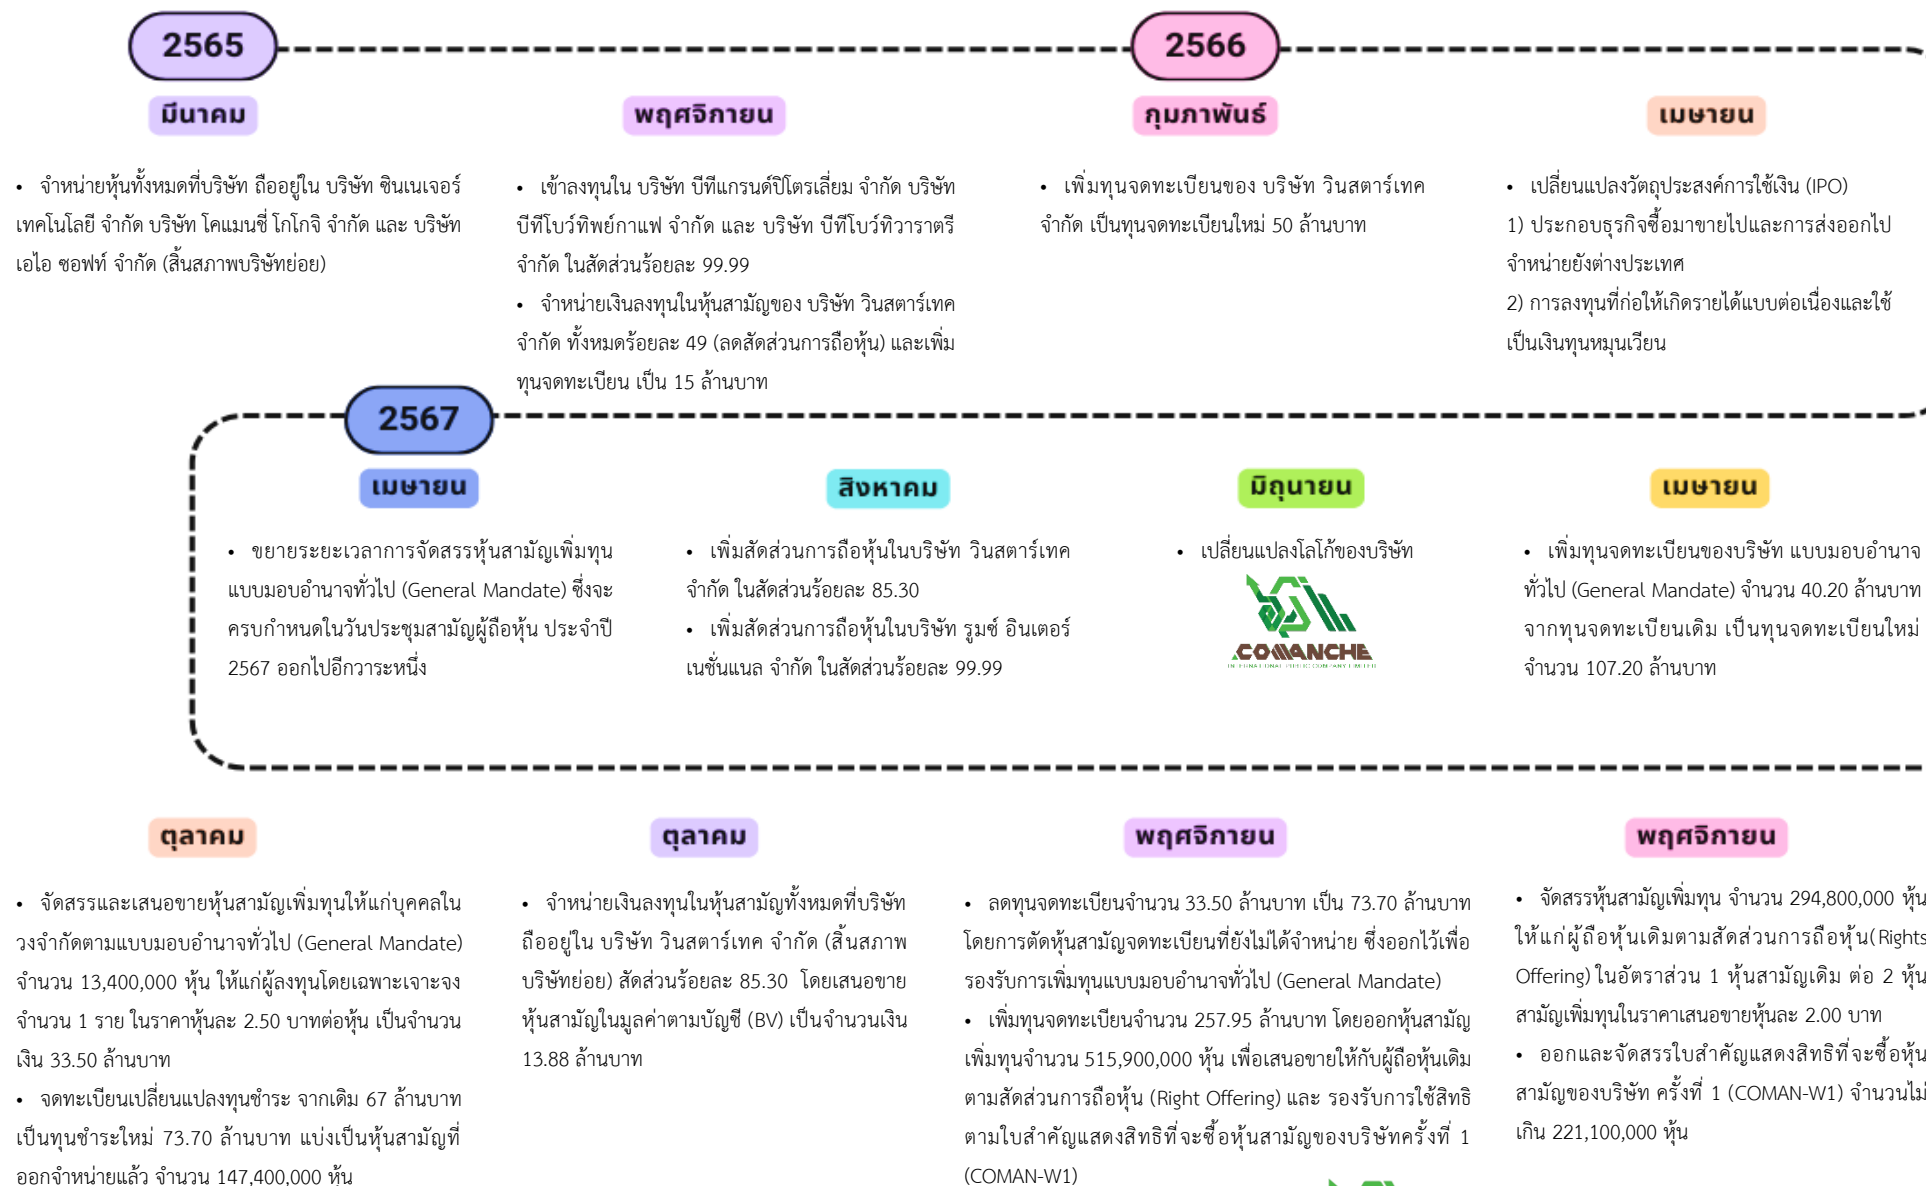 2565
2566
มีนาคม
พฤศจิกายน
กุมภาพันธ์
เมษายน
• จำหน่ายหุ้นทั้งหมดที่บริษัท ถืออยู่ใน บริษัท ซินเนเจอร์
เทคโนโลยี จำกัด บริษัท โคแมนชี่ โกโกจิ จำกัด และ บริษัท
เอไอ ซอฟท์ จำกัด (สิ้นสภาพบริษัทย่อย)
• เข้าลงทุนใน บริษัท บีทีแกรนด์ปิโตรเลี่ยม จำกัด บริษัท
บีทีโบว์ทิพย์กาแฟ จำกัด และ บริษัท บีทีโบว์ทิวาราตรี
จำกัด ในสัดส่วนร้อยละ 99.99
• จำหน่ายเงินลงทุนในหุ้นสามัญของ บริษัท วินสตาร์เทค
จำกัด ทั้งหมดร้อยละ 49 (ลดสัดส่วนการถือหุ้น) และเพิ่ม
ทุนจดทะเบียน เป็น 15 ล้านบาท
• เพิ่มทุนจดทะเบียนของ บริษัท วินสตาร์เทค
จำกัด เป็นทุนจดทะเบียนใหม่ 50 ล้านบาท
• เปลี่ยนแปลงวัตถุประสงค์การใช้เงิน (IPO)
1) ประกอบธุรกิจซื้อมาขายไปและการส่งออกไป
จำหน่ายยังต่างประเทศ
2) การลงทุนที่ก่อให้เกิดรายได้แบบต่อเนื่องและใช้
เป็นเงินทุนหมุนเวียน
2567
เมษายน
สิงหาคม
มิถุนายน
เมษายน
• ขยายระยะเวลาการจัดสรรหุ้นสามัญเพิ่มทุน
แบบมอบอำนาจทั่วไป (General Mandate) ซึ่งจะ
ครบกำหนดในวันประชุมสามัญผู้ถือหุ้น ประจำปี
2567 ออกไปอีกวาระหนึ่ง
• เพิ่มสัดส่วนการถือหุ้นในบริษัท วินสตาร์เทค
จำกัด ในสัดส่วนร้อยละ 85.30
• เพิ่มสัดส่วนการถือหุ้นในบริษัท รูมซ์ อินเตอร์
เนชั่นแนล จำกัด ในสัดส่วนร้อยละ 99.99
• เปลี่ยนแปลงโลโก้ของบริษัท
COMANCHE
INTERNATIONAL PUBLIC COMPANY LIMITED
• เพิ่มทุนจดทะเบียนของบริษัท แบบมอบอำนาจ
ทั่วไป (General Mandate) จำนวน 40.20 ล้านบาท
จากทุนจดทะเบียนเดิม เป็นทุนจดทะเบียนใหม่
จำนวน 107.20 ล้านบาท
ตุลาคม
ตุลาคม
พฤศจิกายน
พฤศจิกายน
• จัดสรรและเสนอขายหุ้นสามัญเพิ่มทุนให้แก่บุคคลใน
วงจำกัดตามแบบมอบอำนาจทั่วไป (General Mandate)
จำนวน 13,400,000 หุ้น ให้แก่ผู้ลงทุนโดยเฉพาะเจาะจง
จำนวน 1 ราย ในราคาหุ้นละ 2.50 บาทต่อหุ้น เป็นจำนวน
เงิน 33.50 ล้านบาท
• จดทะเบียนเปลี่ยนแปลงทุนชำระ จากเดิม 67 ล้านบาท
เป็นทุนชำระใหม่ 73.70 ล้านบาท แบ่งเป็นหุ้นสามัญที่
ออกจำหน่ายแล้ว จำนวน 147,400,000 หุ้น
• จำหน่ายเงินลงทุนในหุ้นสามัญทั้งหมดที่บริษัท
ถืออยู่ใน บริษัท วินสตาร์เทค จำกัด (สิ้นสภาพ
บริษัทย่อย) สัดส่วนร้อยละ 85.30 โดยเสนอขาย
หุ้นสามัญในมูลค่าตามบัญชี (BV) เป็นจำนวนเงิน
13.88 ล้านบาท
• ลดทุนจดทะเบียนจำนวน 33.50 ล้านบาท เป็น 73.70 ล้านบาท
โดยการตัดหุ้นสามัญจดทะเบียนที่ยังไม่ได้จำหน่าย ซึ่งออกไว้เพื่อ
รองรับการเพิ่มทุนแบบมอบอำนาจทั่วไป (General Mandate)
• เพิ่มทุนจดทะเบียนจำนวน 257.95 ล้านบาท โดยออกหุ้นสามัญ
เพิ่มทุนจำนวน 515,900,000 หุ้น เพื่อเสนอขายให้กับผู้ถือหุ้นเดิม
ตามสัดส่วนการถือหุ้น (Right Offering) และ รองรับการใช้สิทธิ
ตามใบสำคัญแสดงสิทธิที่จะซื้อหุ้นสามัญของบริษัทครั้งที่ 1
(COMAN-W1)
• จัดสรรหุ้นสามัญเพิ่มทุน จำนวน 294,800,000 หุ้น
ให้แก่ผู้ถือหุ้นเดิมตามสัดส่วนการถือหุ้น(Rights
Offering) ในอัตราส่วน 1 หุ้นสามัญเดิม ต่อ 2 หุ้น
สามัญเพิ่มทุนในราคาเสนอขายหุ้นละ 2.00 บาท
• ออกและจัดสรรใบสำคัญแสดงสิทธิที่จะซื้อหุ้น
สามัญของบริษัท ครั้งที่ 1 (COMAN-W1) จำนวนไม่
เกิน 221,100,000 หุ้น